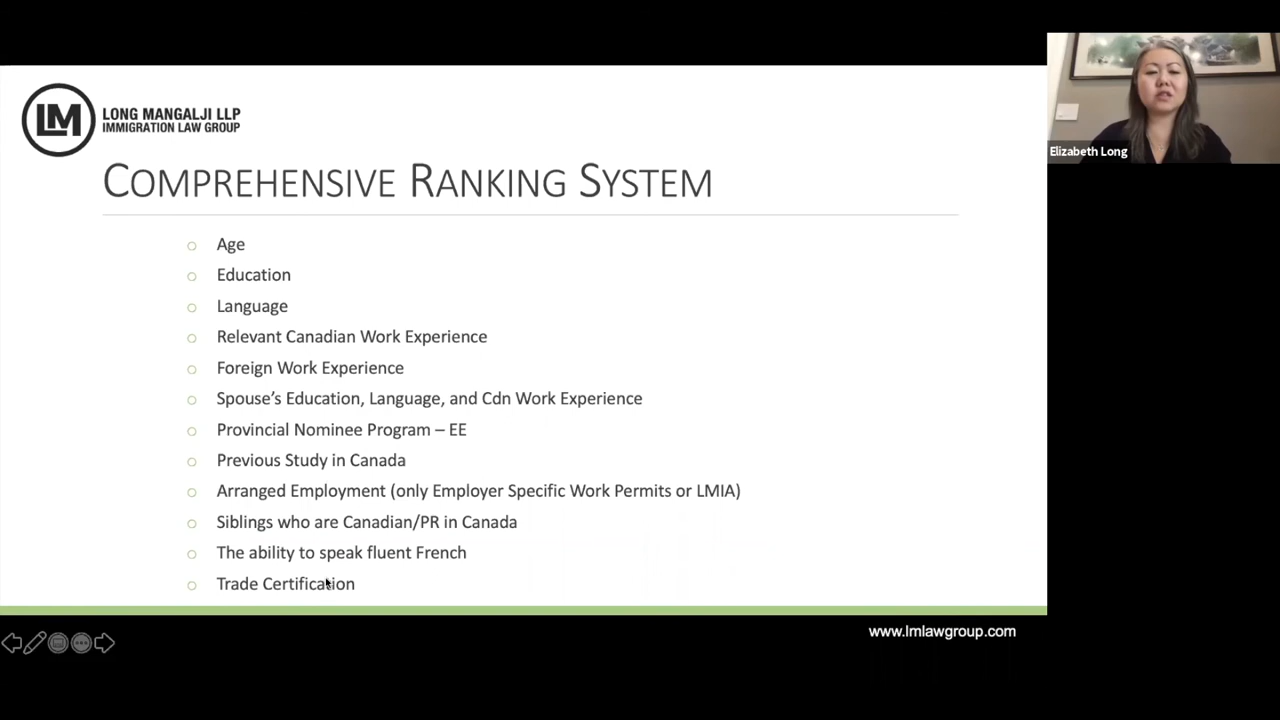 LM
LONG MANGALJI LLP
IMMIGRATION LAW GROUP
COMPREHENSIVE RANKING SYSTEM
Age
Education
Language
Relevant Canadian Work Experience
Foreign Work Experience
Spouse’s Education, Language, and Cdn Work Experience
Provincial Nominee Program – EE
Previous Study in Canada
Arranged Employment (only Employer Specific Work Permits or LMIA)
Siblings who are Canadian/PR in Canada
The ability to speak fluent French
Trade Certification
www.lmlawgroup.com
Elizabeth Long